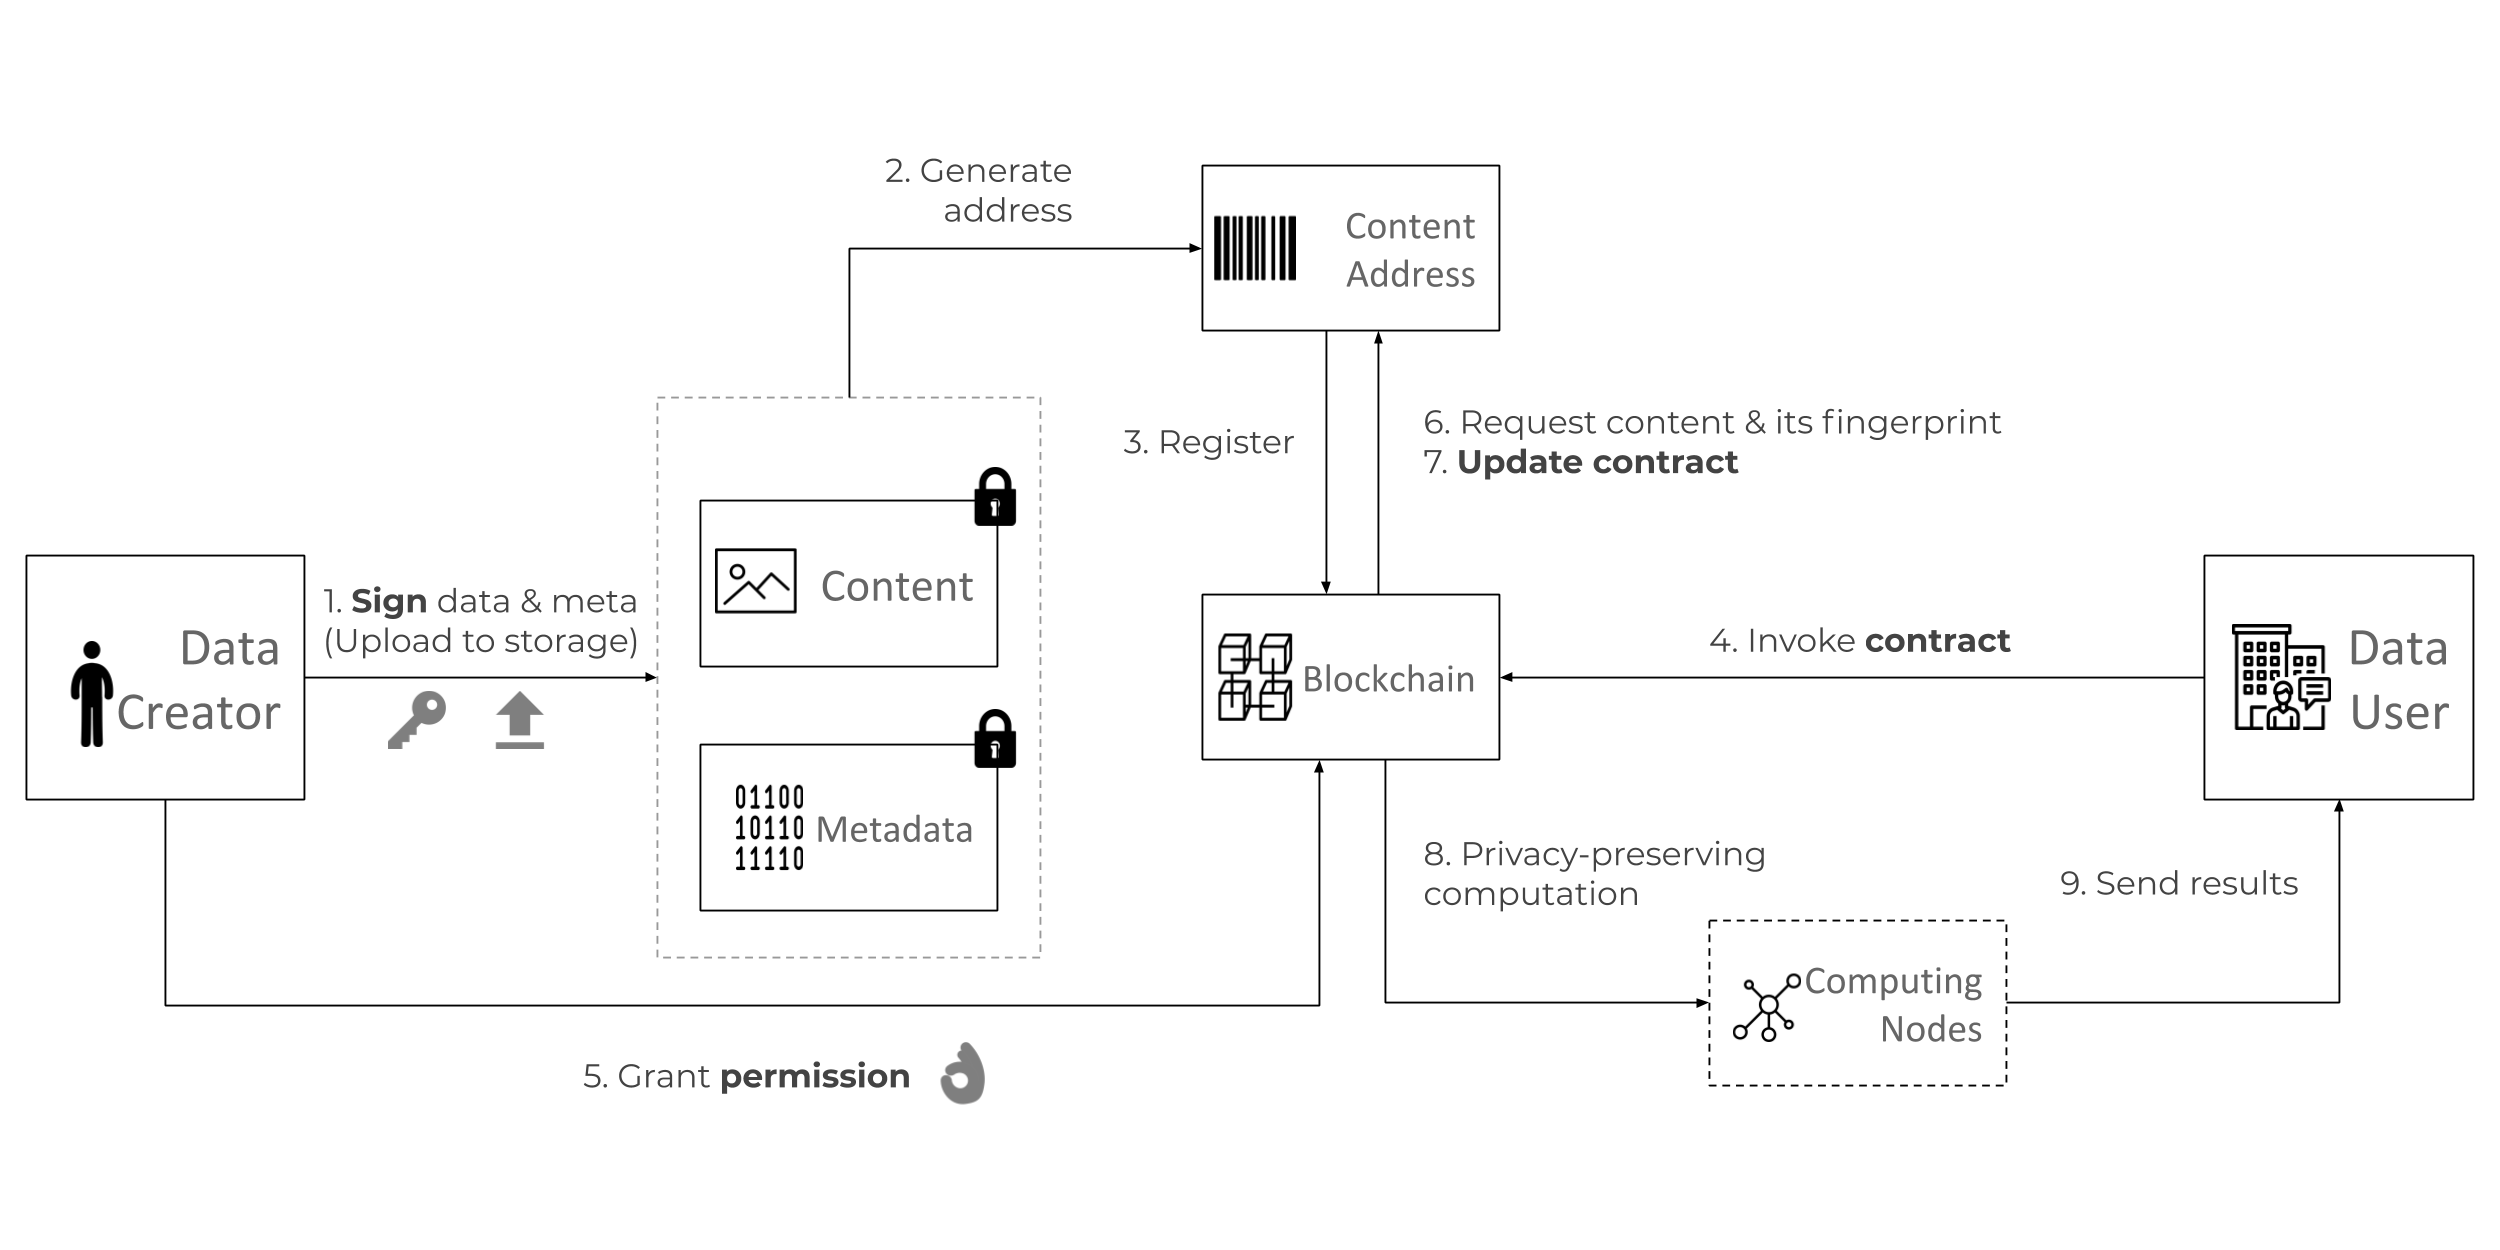 2. Generate
address
Content
Address
3. Register
6. Request content & its fingerprint
7. Update contract
Data
Creator
1. Sign data & meta
(Upload to storage)
Content
01100
10110
11110
Metadata
Blockchain
4. Invoke contract
Data
User
8. Privacy-preserving
computation
9. Send results
Computing
Nodes
5. Grant permission